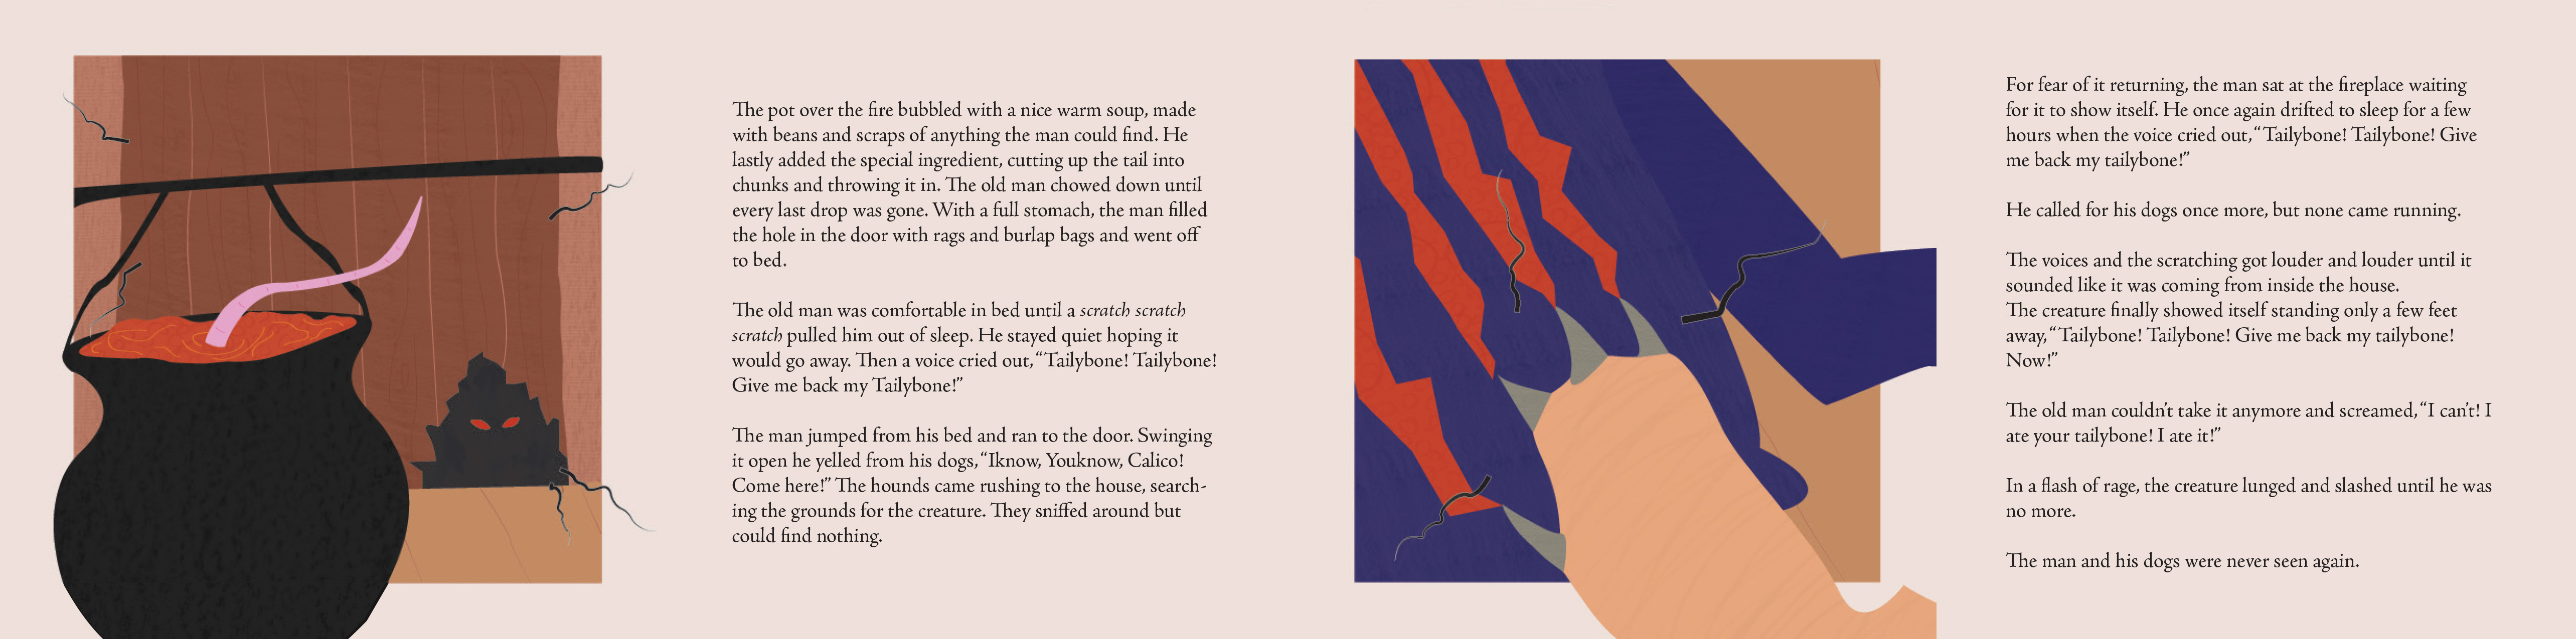 The pot over the fire bubbled with a nice warm soup, made
with beans and scraps of anything the man could find. He
lastly added the special ingredient, cutting up the tail into
chunks and throwing it in. The old man chowed down until
every last drop was gone. With a full stomach, the man filled
the hole in the door with rags and burlap bags and went off
to bed.
The old man was comfortable in bed until a scratch scratch
scratch pulled him out of sleep. He stayed quiet hoping it
would go away. Then a voice cried out, “Tailybone! Tailybone!
Give me back my Tailybone!”
The man jumped from his bed and ran to the door. Swinging
it open he yelled from his dogs, “Iknow, Youknow, Calico!
Come here!” The hounds came rushing to the house, search-
ing the grounds for the creature. They sniffed around but
could find nothing.
For fear of it returning, the man sat at the fireplace waiting
for it to show itself. He once again drifted to sleep for a few
hours when the voice cried out, “Tailybone! Tailybone! Give
me back my tailybone!”
He called for his dogs once more, but none came running.
The voices and the scratching got louder and louder until it
sounded like it was coming from inside the house.
The creature finally showed itself standing only a few feet
away, “Tailybone! Tailybone! Give me back my tailybone!
Now!”
The old man couldn’t take it anymore and screamed, “I can’t! I
ate your tailybone! I ate it!”
In a flash of rage, the creature lunged and slashed until he was
no more.
The man and his dogs were never seen again.